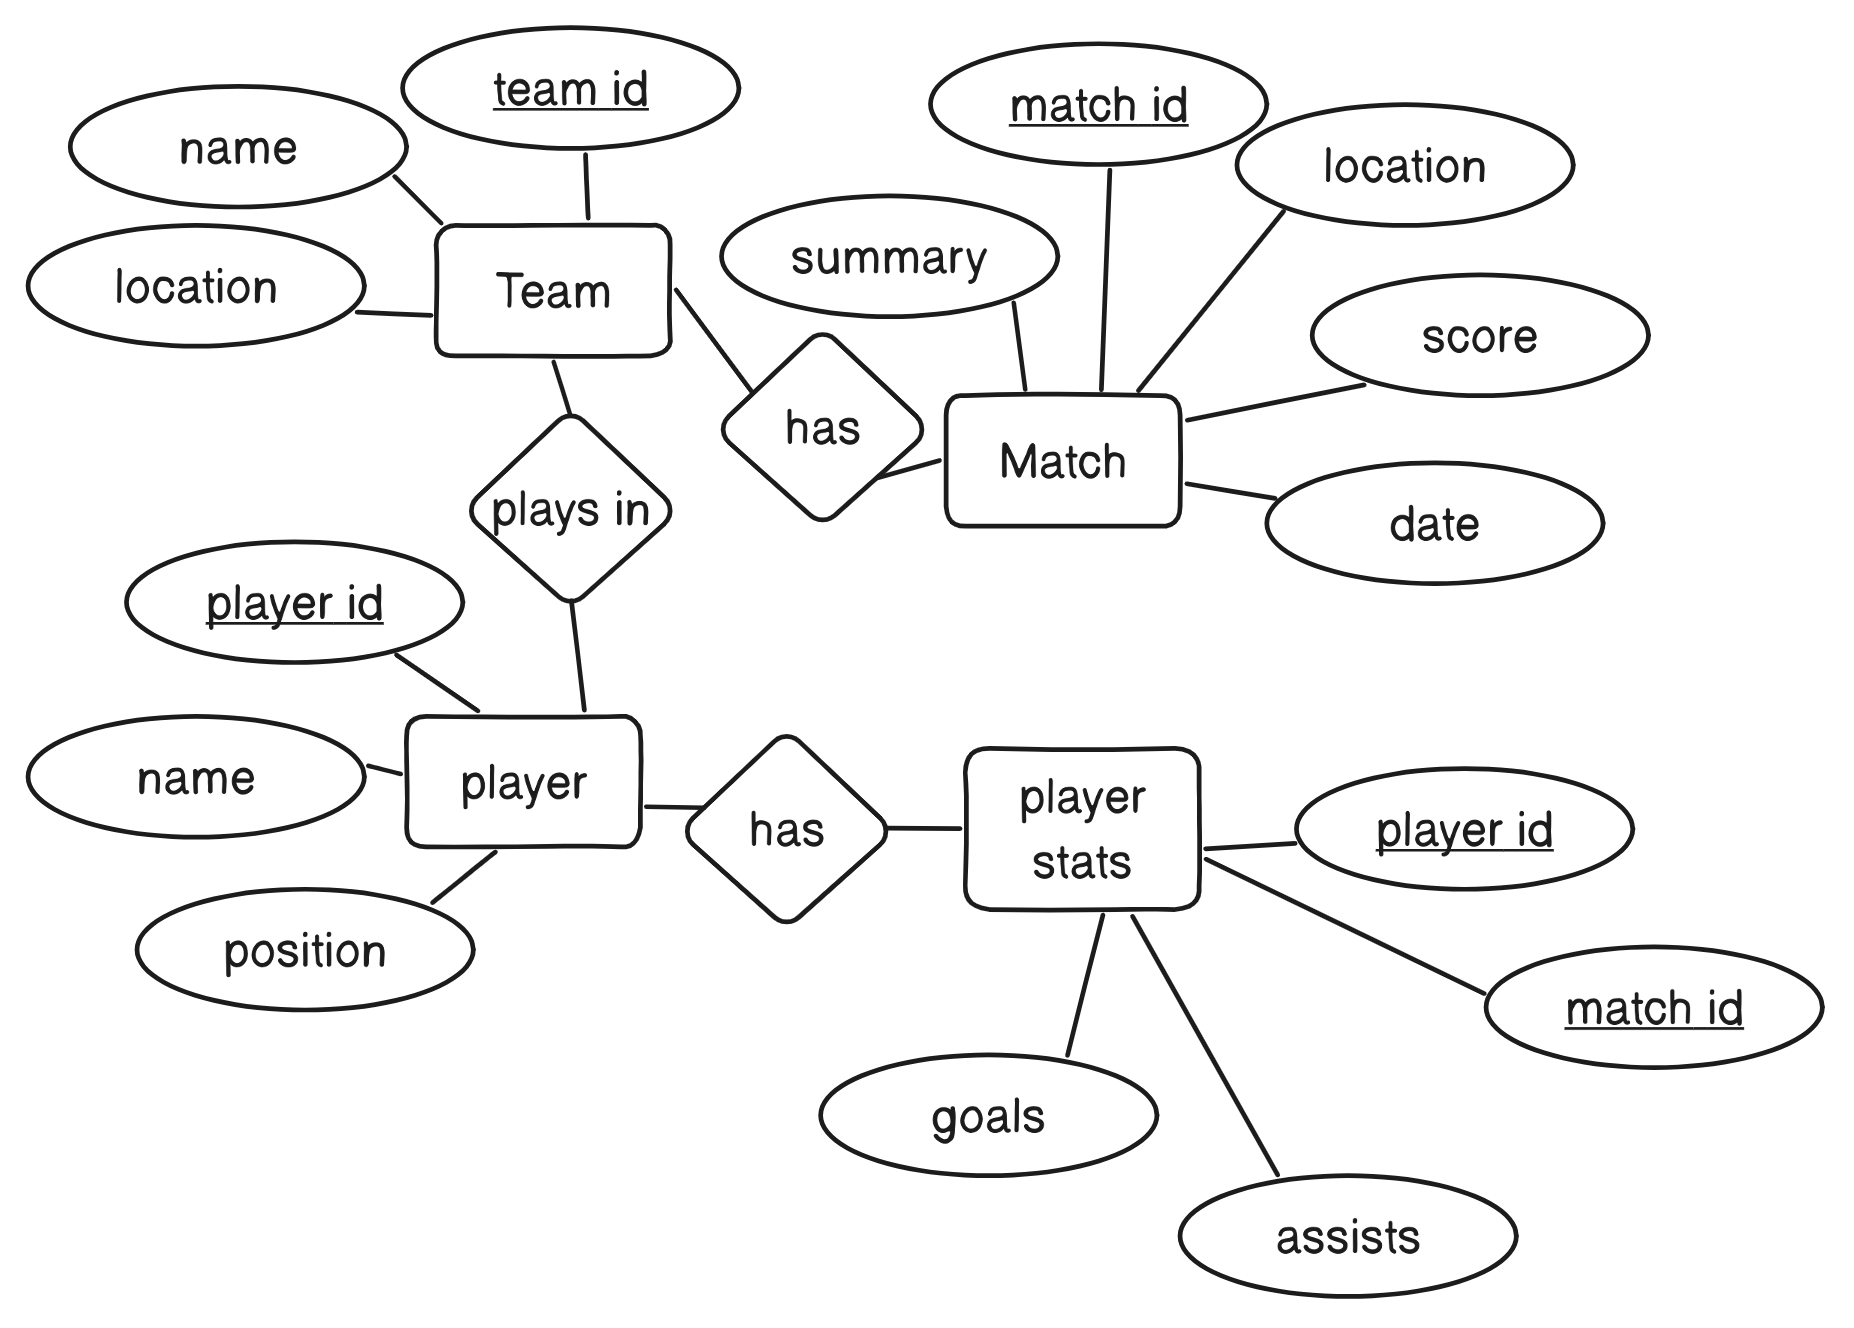 team id
name
location
Team
match id
location
summary
score
has
Match
date
plays in
player id
name
player
position
has
player
stats
player id
match id
goals
assists